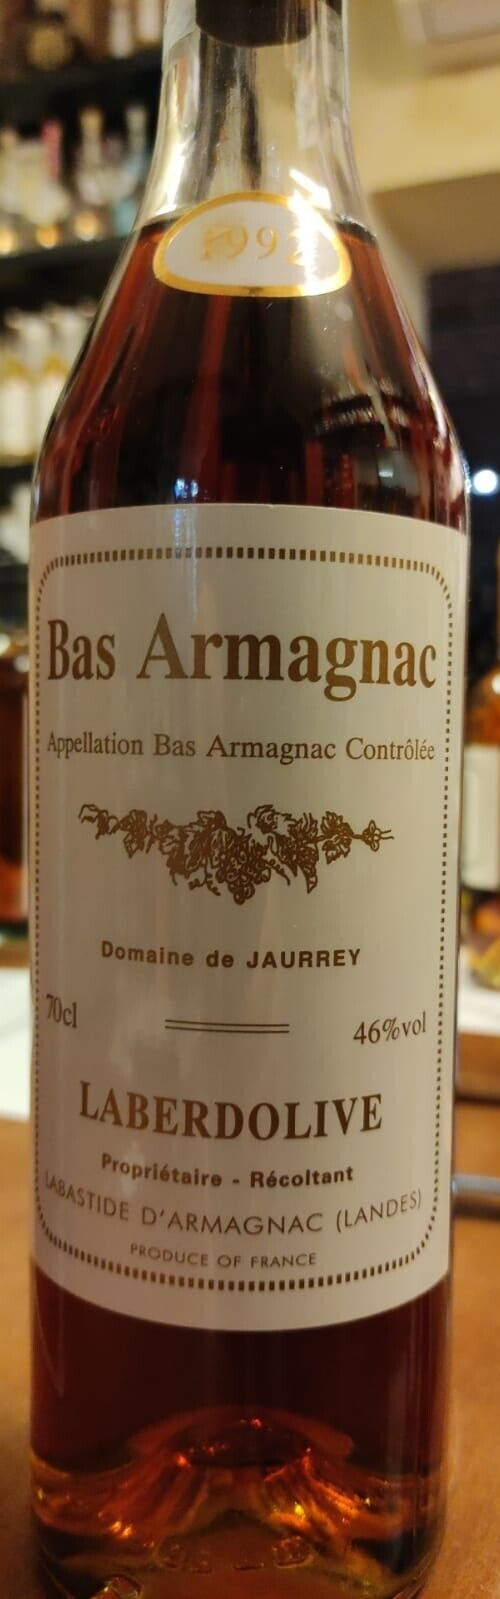 Bas Armagnac
Appellation Bas Armagnac Contrôlée
Domaine de JAURREY
70cl
46%vol
LABERDOLIVE
Propriétaire - Récoltant
LABASTIDE D'ARMAGNAC (LANDES)
PRODUCE OF FRANCE